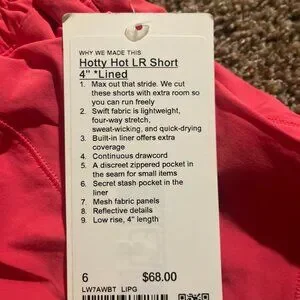 WHY WE MADE THIS
Hotty Hot LR Short
4" *Lined
1. Max out that stride. We cut
these shorts with extra room so
you can run freely
2. Swift fabric is lightweight,
four-way stretch,
sweat-wicking, and quick-drying
3. Built-in liner offers extra
coverage
4. Continuous drawcord
5. A discreet zippered pocket in
the seam for small items
6. Secret stash pocket in the
liner
7. Mesh fabric panels
8. Reflective details
9. Low rise, 4" length
6 $68.00
LW7AWBT LIPG